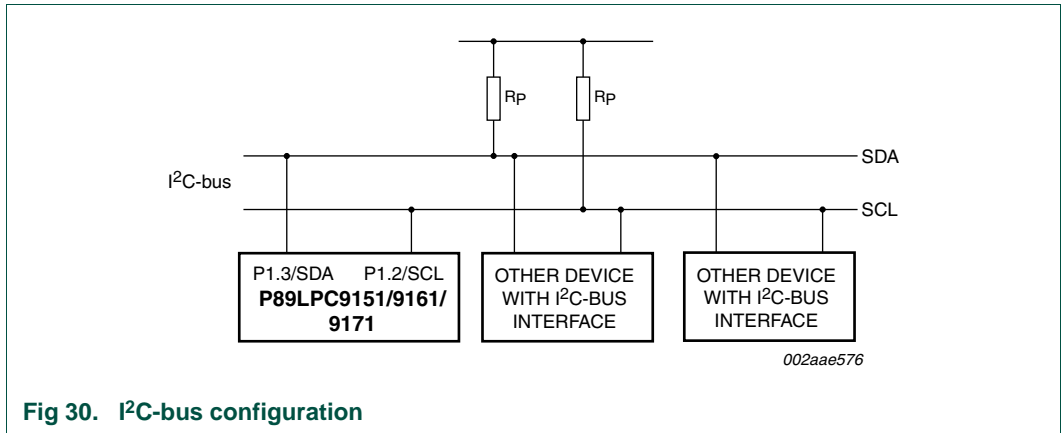 RP RP
SDA
I2C-bus
SCL
P1.3/SDA P1.2/SCL
P89LPC9151/9161/
9171
OTHER DEVICE
WITH I2C-BUS
INTERFACE
OTHER DEVICE
WITH I2C-BUS
INTERFACE
002aae576
Fig 30. I2C-bus configuration